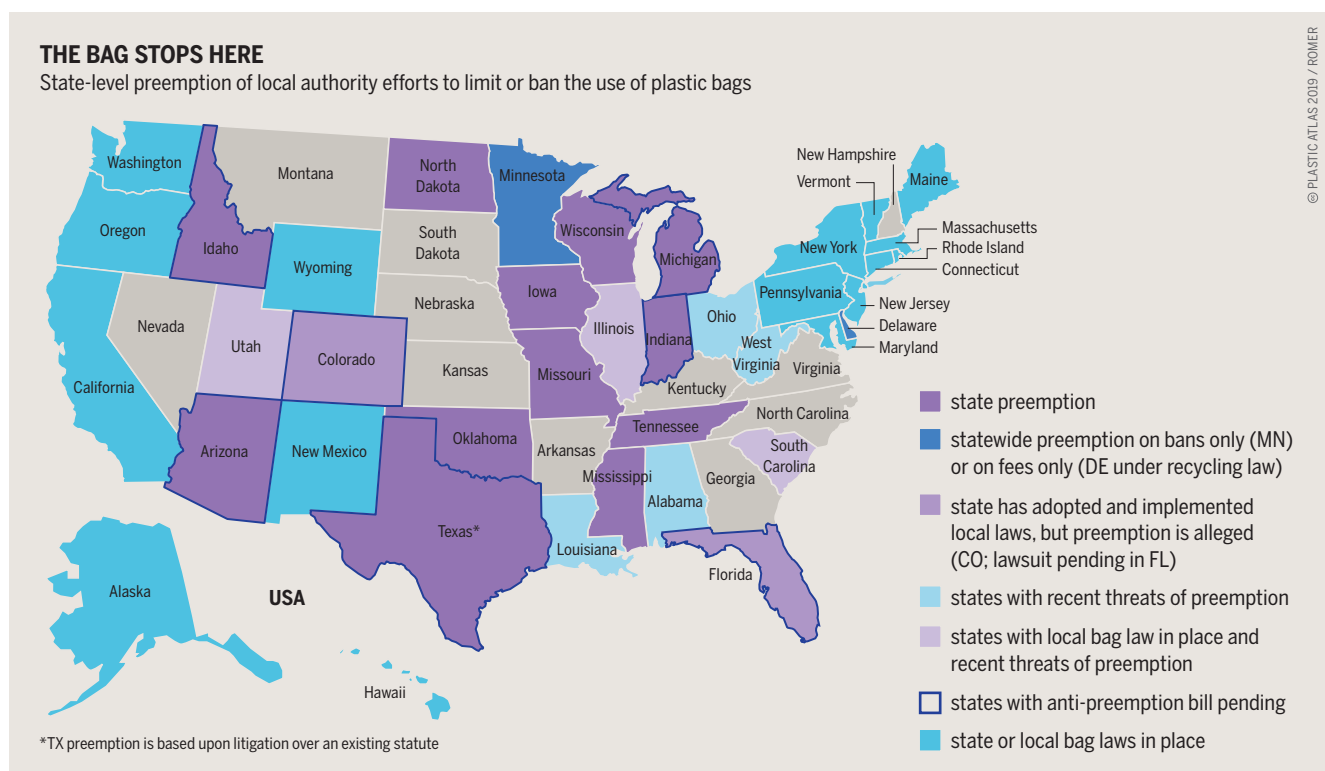 THE BAG STOPS HERE
State-level preemption of local authority efforts to limit or ban the use of plastic bags
© PLASTIC ATLAS 2019 / ROMER
Washington
Montana
North
Dakota
Minnesota
New Hampshire
Vermont
Maine
Oregon
Idaho
South
Dakota
Wisconsin
Michigan
New York
Massachusetts
Rhode Island
Connecticut
Wyoming
Iowa
Nebraska
Pennsylvania
New Jersey
Delaware
Maryland
Nevada
Utah
Colorado
Illinois
Indiana
Ohio
West
Virginia
Virginia
California
Kansas
Missouri
Kentucky
Arizona
New Mexico
Oklahoma
Arkansas
Tennessee
North Carolina
South
Carolina
Mississippi
Alabama
Georgia
Texas*
Louisiana
Florida
Alaska
USA
Hawaii
state preemption
statewide preemption on bans only (MN)
or on fees only (DE under recycling law)
state has adopted and implemented
local laws, but preemption is alleged
(CO; lawsuit pending in FL)
states with recent threats of preemption
states with local bag law in place and
recent threats of preemption
states with anti-preemption bill pending
state or local bag laws in place
*TX preemption is based upon litigation over an existing statute